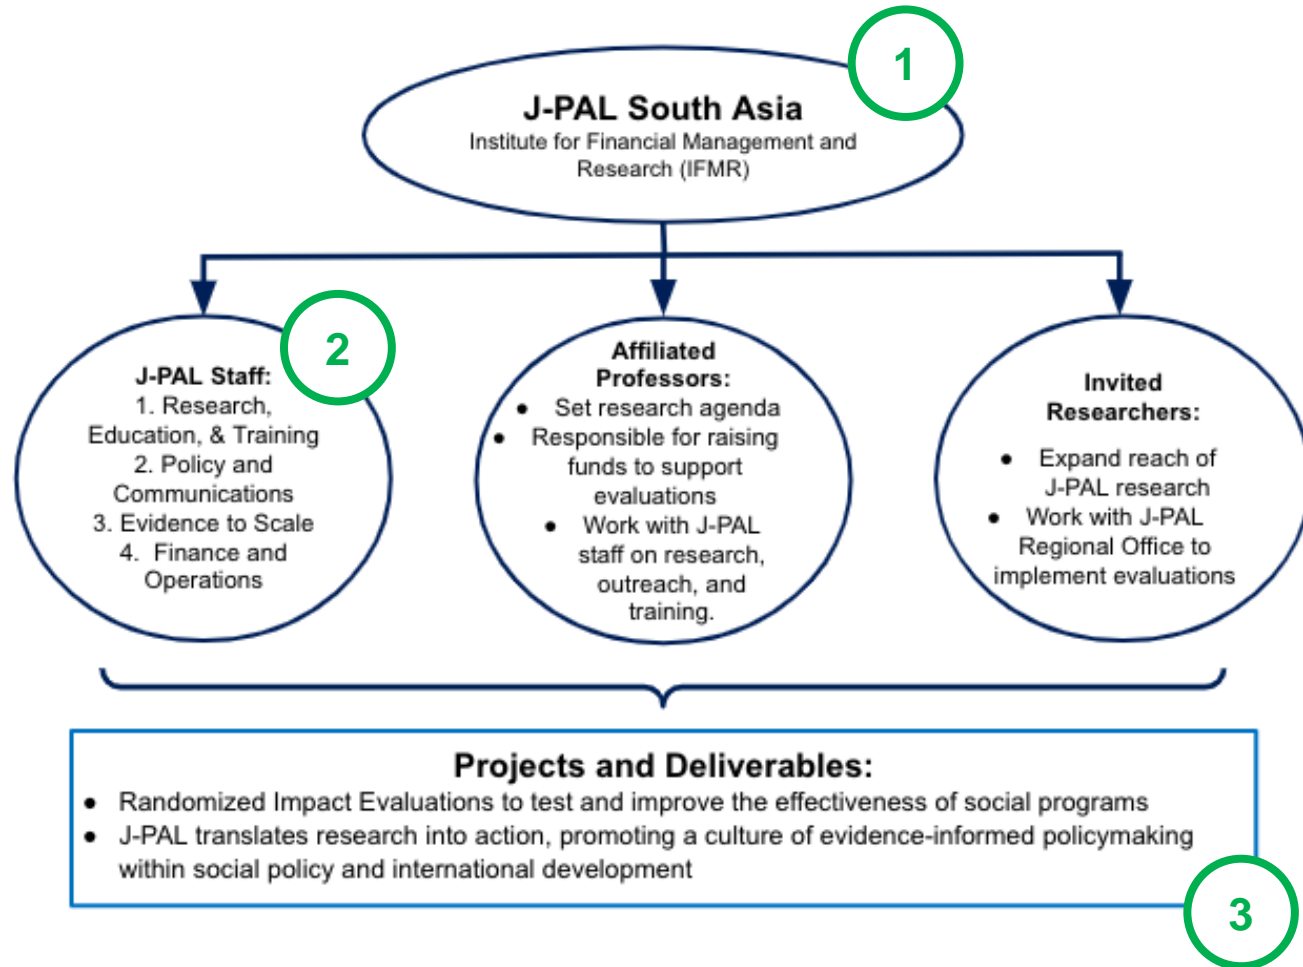 1
J-PAL South Asia
Institute for Financial Management and
Research (IFMR)
2
J-PAL Staff:
1. Research,
Education, & Training
2. Policy and
Communications
3. Evidence to Scale
4. Finance and
Operations
Affiliated
Professors:
● Set research agenda
● Responsible for raising
funds to support
evaluations
● Work with J-PAL
staff on research,
outreach, and
training.
Invited
Researchers:
● Expand reach of
J-PAL research
● Work with J-PAL
Regional Office to
implement evaluations
Projects and Deliverables:
● Randomized Impact Evaluations to test and improve the effectiveness of social programs
● J-PAL translates research into action, promoting a culture of evidence-informed policymaking
within social policy and international development
3